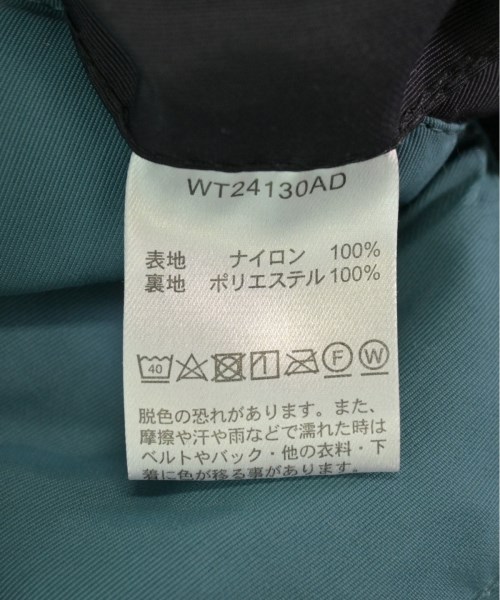 WT24130AD
表地 ナイロン 100%
裏地 ポリエステル 100%
40 F W
脱色の恐れがあります。また、
摩擦や汗や雨などで濡れた時は
ベルトやバック・他の衣料・下
着に色が移る事があります。